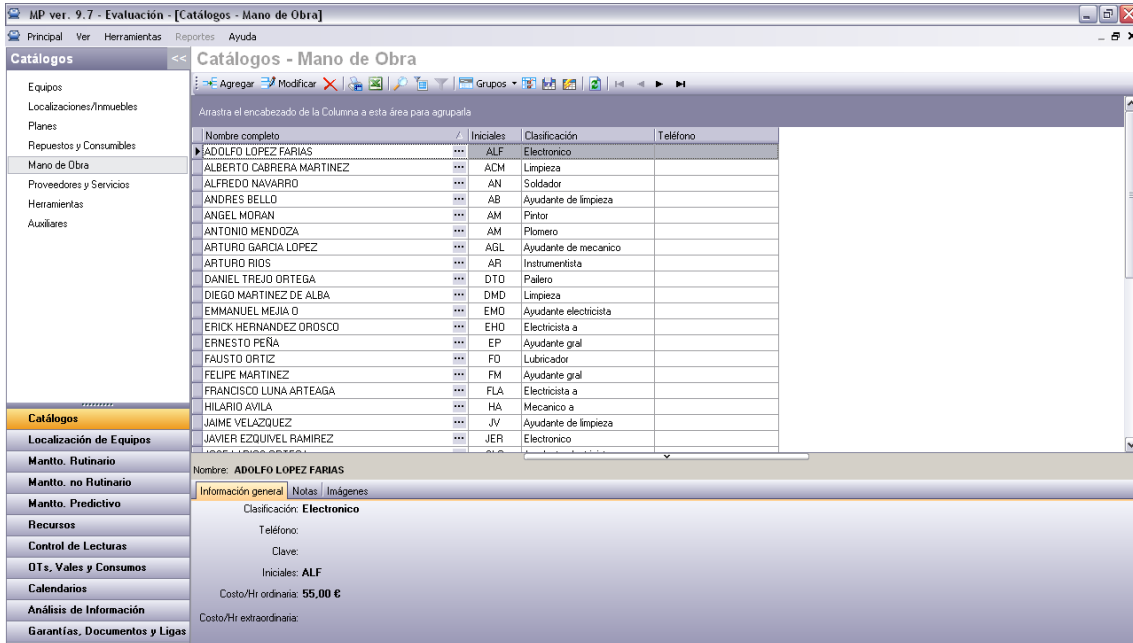 MP ver. 9.7 - Evaluación - [Catálogos - Mano de Obra]
Principal Ver Herramientas Reportes Ayuda
Catálogos <<
Catálogos - Mano de Obra
Equipos
Localizaciones/Inmuebles
Planes
Repuestos y Consumibles
Mano de Obra
Proveedores y Servicios
Herramientas
Auxiliares
Agregar Modificar Grupos
Arrastra el encabezado de la Columna a esta área para agruparla
Nombre completo Iniciales Clasificación Teléfono
ADOLFO LOPEZ FARIAS ... ALF Electronico
ALBERTO CABRERA MARTINEZ ... ACM Limpieza
ALFREDO NAVARRO ... AN Soldador
ANDRES BELLO ... AB Ayudante de limpieza
ANGEL MORAN ... AM Pintor
ANTONIO MENDOZA ... AM Plomero
ARTURO GARCIA LOPEZ ... AGL Ayudante de mecanico
ARTURO RIOS ... AR Instrumentista
DANIEL TREJO ORTEGA ... DTO Pailero
DIEGO MARTINEZ DE ALBA ... DMD Limpieza
EMMANUEL MEJIA O ... EMO Ayudante electricista
ERICK HERNANDEZ OROSCO ... EHO Electricista a
ERNESTO PEÑA ... EP Ayudante gral
FAUSTO ORTIZ ... FO Lubricador
FELIPE MARTINEZ ... FM Ayudante gral
FRANCISCO LUNA ARTEAGA ... FLA Electricista a
HILARIO AVILA ... HA Mecanico a
JAIME VELAZQUEZ ... JV Ayudante de limpieza
JAVIER EZQUIVEL RAMIREZ ... JER Electronico
Catálogos
Localización de Equipos
Mantto. Rutinario
Mantto. no Rutinario
Mantto. Predictivo
Recursos
Control de Lecturas
OTs, Vales y Consumos
Calendarios
Análisis de Información
Garantías, Documentos y Ligas
Nombre: ADOLFO LOPEZ FARIAS
Información general Notas Imágenes
Clasificación: Electronico
Teléfono:
Clave:
Iniciales: ALF
Costo/Hr ordinaria: 55,00 €
Costo/Hr extraordinaria: